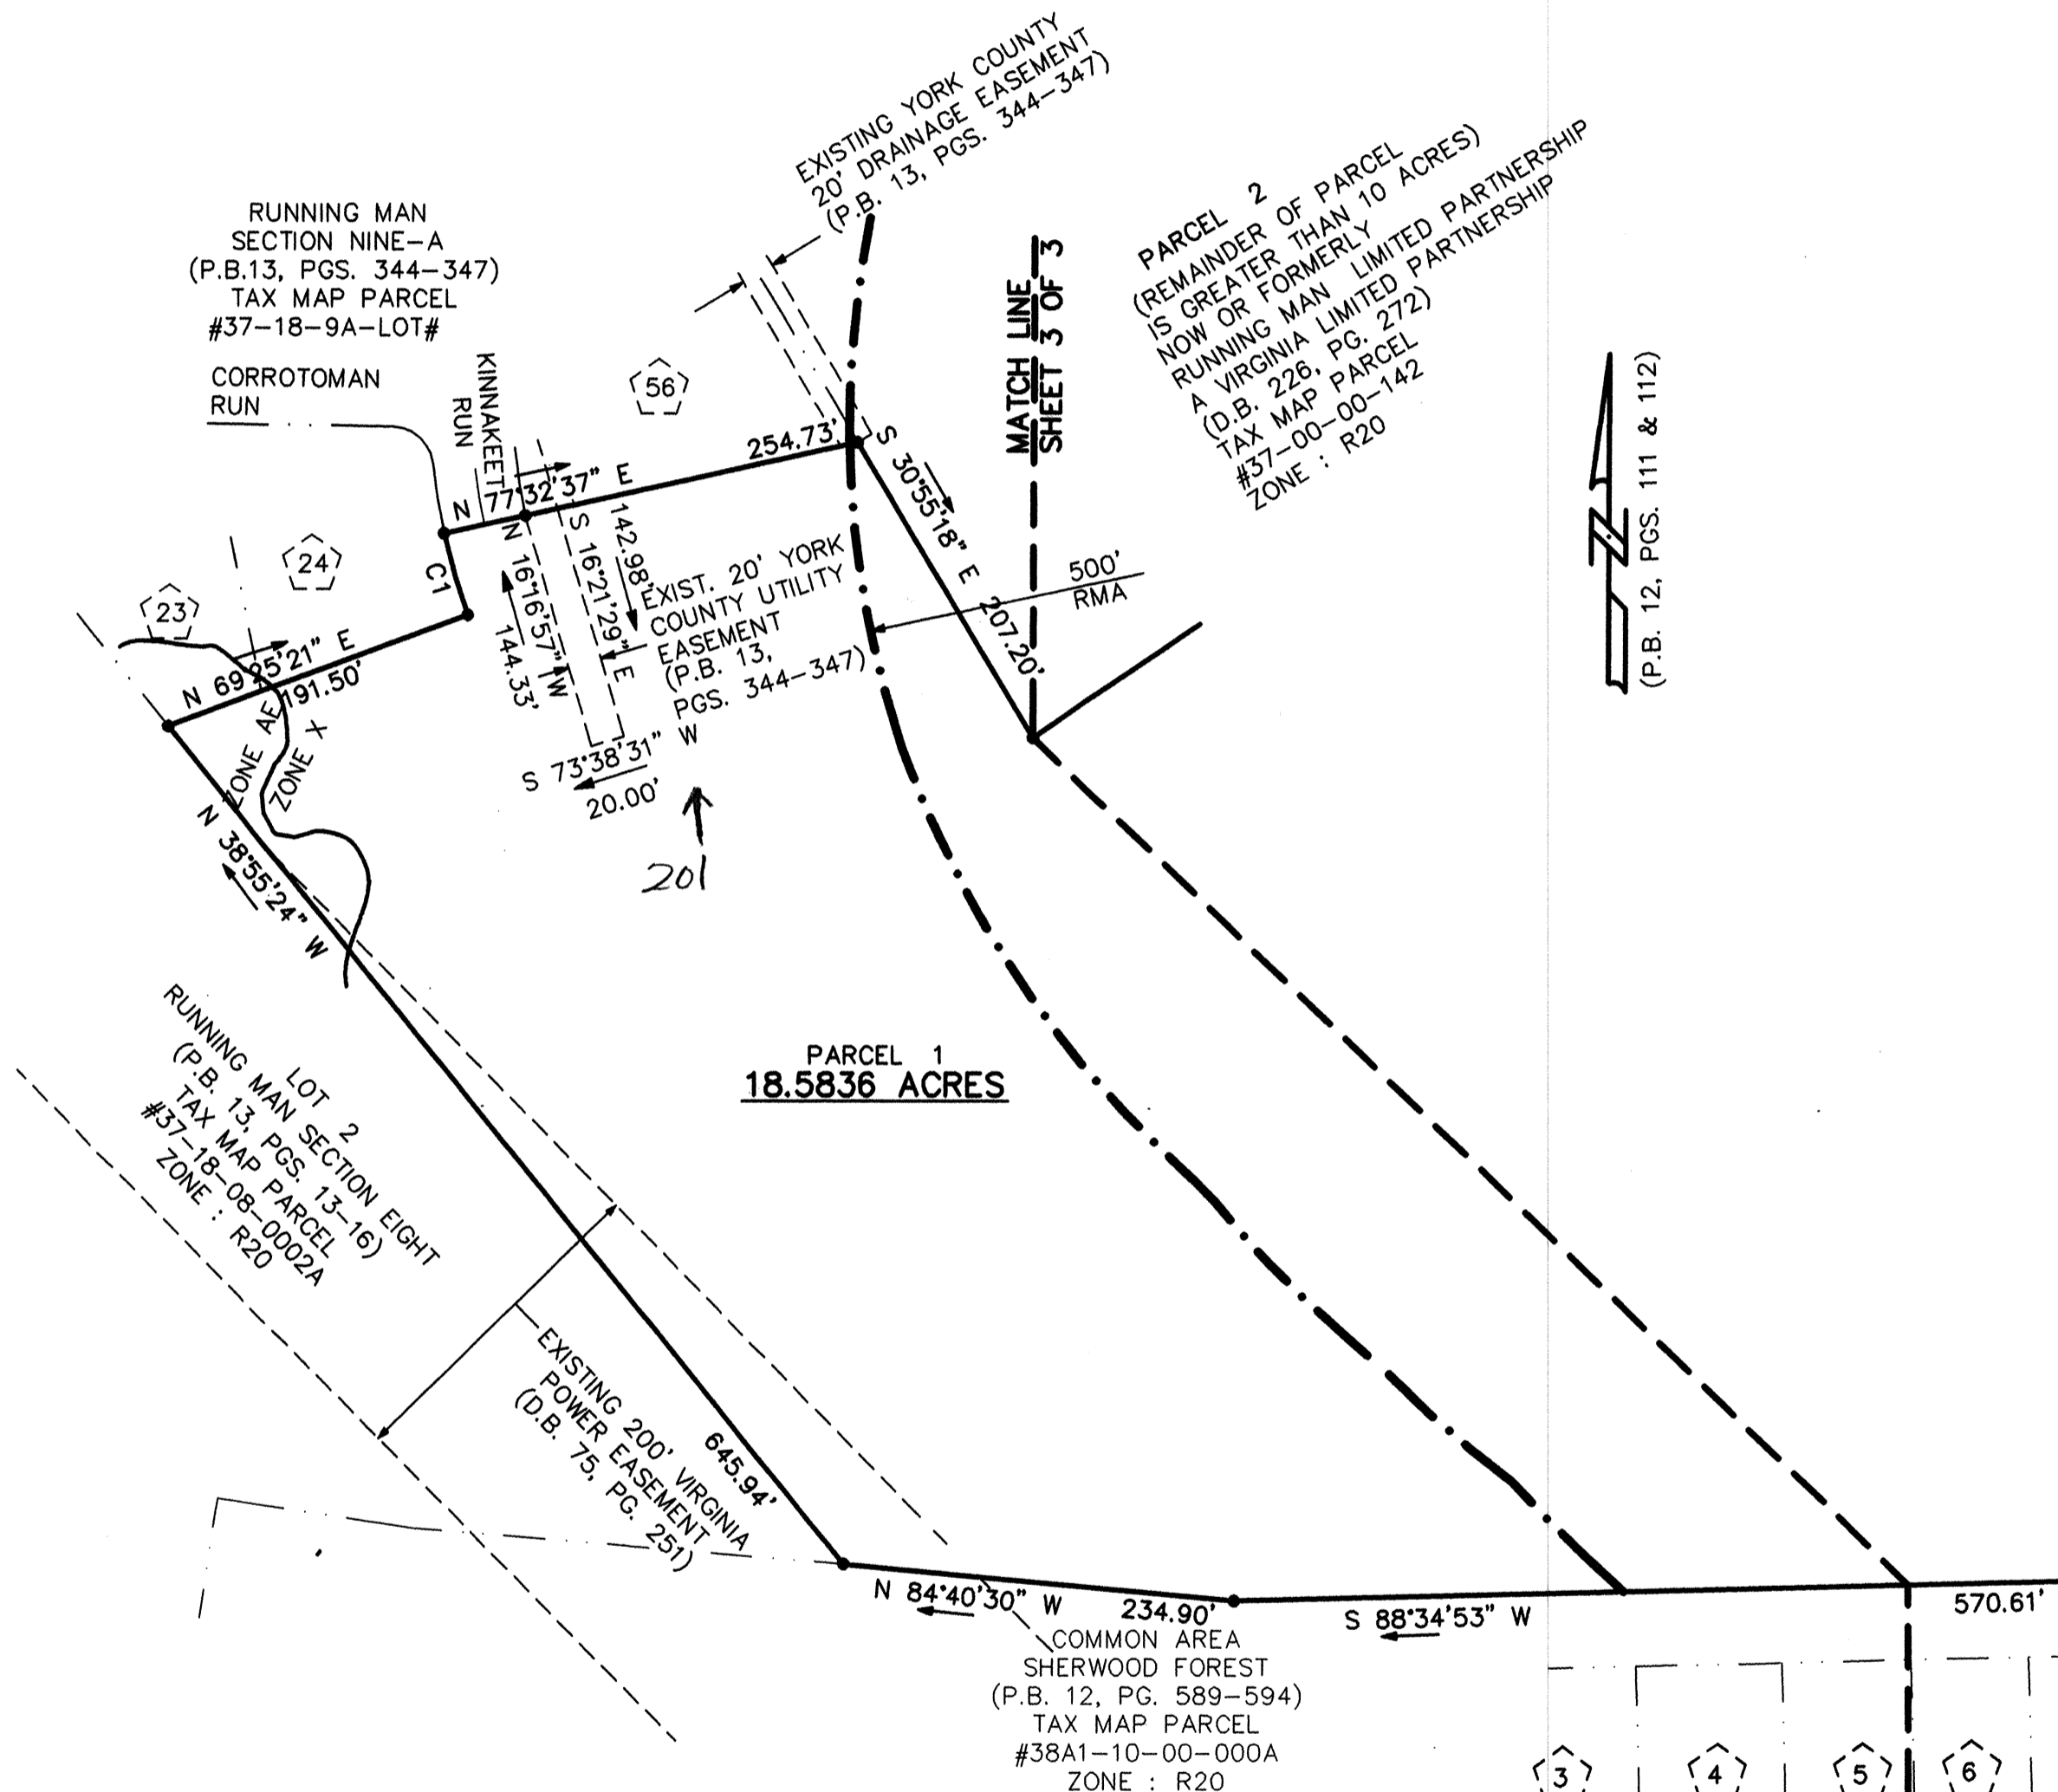 EXISTING YORK COUNTY
20' DRAINAGE EASEMENT
(P.B. 13, PGS. 344-347)
RUNNING MAN
SECTION NINE-A
(P.B.13, PGS. 344-347)
TAX MAP PARCEL
#37-18-9A-LOT#
CORROTOMAN
RUN
KINNAKEET
RUN
56
MATCH LINE
SHEET 3 OF 3
PARCEL 2
(REMAINDER OF PARCEL
IS GREATER THAN 10 ACRES)
NOW OR FORMERLY
RUNNING MAN LIMITED PARTNERSHIP
A VIRGINIA LIMITED PARTNERSHIP
(D.B. 226, PG. 272)
TAX MAP PARCEL
#37-00-00-142
ZONE : R20
(P.B. 12, PGS. 111 & 112)
N
N 77°32'37" E
254.73'
S 30°55'18" E 207.20'
500'
RMA
24
23
C1
N 69°25'21" E
191.50'
N 16°16'57" W
144.33'
S 16°21'29" E
142.98'
EXIST. 20' YORK
COUNTY UTILITY
EASEMENT
(P.B. 13,
PGS. 344-347)
S 73°38'31" W
20.00'
201
ZONE AE
ZONE X
N 38°55'24" W
645.94'
LOT 2
RUNNING MAN SECTION EIGHT
(P.B. 13, PGS. 13-16)
TAX MAP PARCEL
#37-18-08-0002A
ZONE : R20
PARCEL 1
18.5836 ACRES
EXISTING 200' VIRGINIA
POWER EASEMENT
(D.B. 75, PG. 251)
N 84°40'30" W
234.90'
S 88°34'53" W
570.61'
COMMON AREA
SHERWOOD FOREST
(P.B. 12, PG. 589-594)
TAX MAP PARCEL
#38A1-10-00-000A
ZONE : R20
3
4
5
6